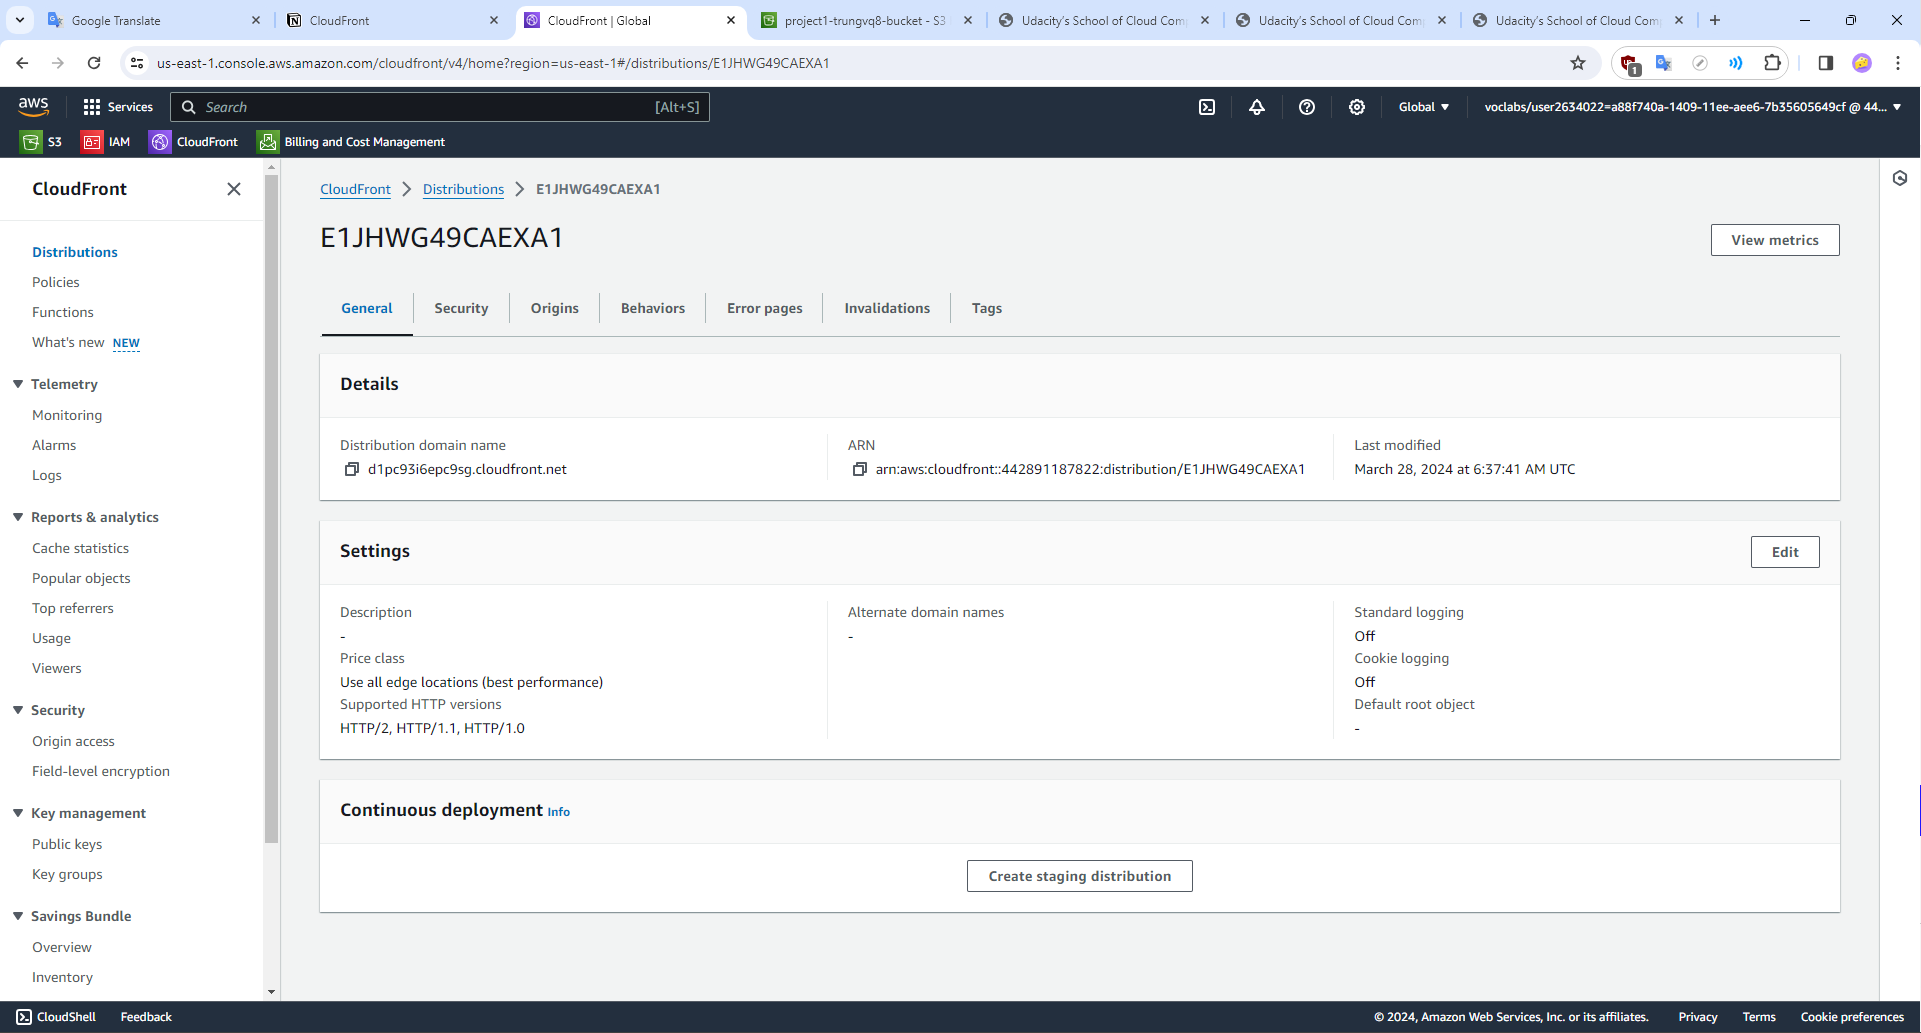 Google Translate
CloudFront
CloudFront | Global
project1-trungvq8-bucket - S3
Udacity's School of Cloud Com
Udacity's School of Cloud Com
Udacity's School of Cloud Com
us-east-1.console.aws.amazon.com/cloudfront/v4/home?region=us-east-1#/distributions/E1JHWG49CAEXA1
1
aws
Services
Search
[Alt+S]
Global
voclabs/user2634022=a88f740a-1409-11ee-aee6-7b35605649cf @ 44...
S3
IAM
CloudFront
Billing and Cost Management
CloudFront
Distributions
Policies
Functions
What's new NEW
Telemetry
Monitoring
Alarms
Logs
Reports & analytics
Cache statistics
Popular objects
Top referrers
Usage
Viewers
Security
Origin access
Field-level encryption
Key management
Public keys
Key groups
Savings Bundle
Overview
Inventory
CloudFront > Distributions > E1JHWG49CAEXA1
E1JHWG49CAEXA1
View metrics
General
Security
Origins
Behaviors
Error pages
Invalidations
Tags
Details
Distribution domain name
d1pc93i6epc9sg.cloudfront.net
ARN
arn:aws:cloudfront::442891187822:distribution/E1JHWG49CAEXA1
Last modified
March 28, 2024 at 6:37:41 AM UTC
Settings
Edit
Description
-
Price class
Use all edge locations (best performance)
Supported HTTP versions
HTTP/2, HTTP/1.1, HTTP/1.0
Alternate domain names
-
Standard logging
Off
Cookie logging
Off
Default root object
-
Continuous deployment Info
Create staging distribution
CloudShell
Feedback
© 2024, Amazon Web Services, Inc. or its affiliates.
Privacy
Terms
Cookie preferences